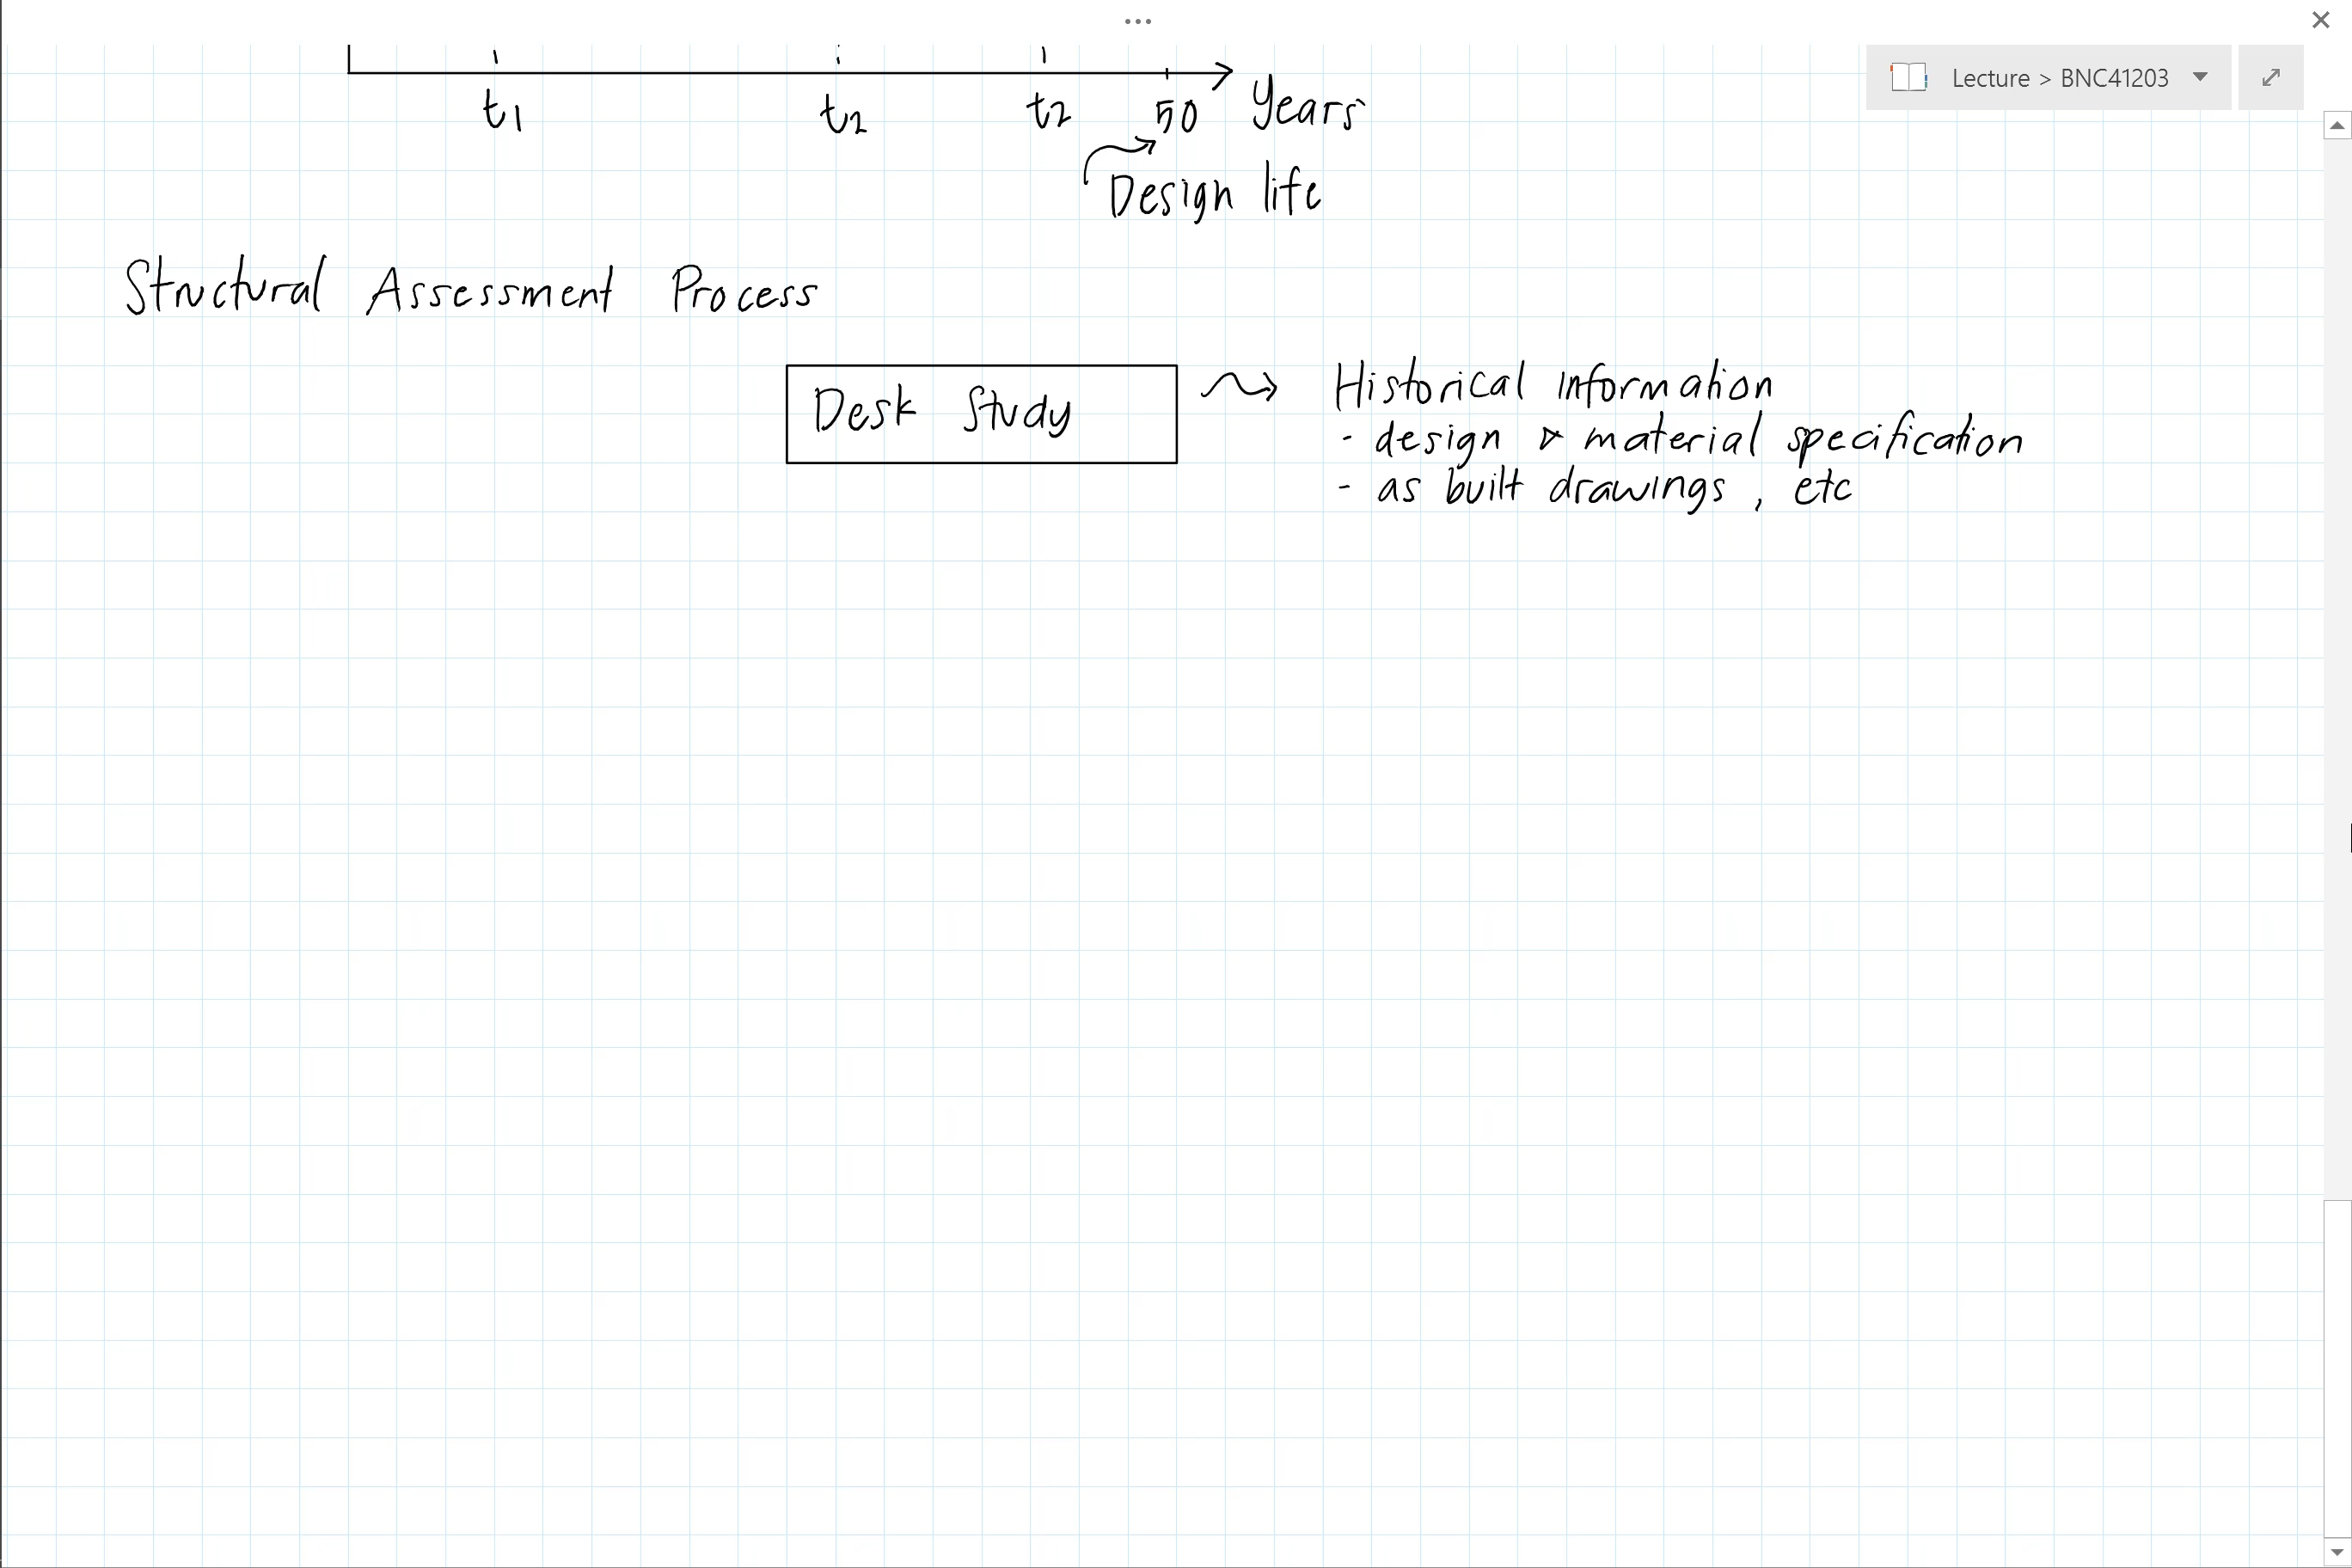 Lecture > BNC41203
t1 t2 t2 50 Years
Design life
Structural Assessment Process
Desk Study
Historical information
- design & material specification
- as built drawings, etc